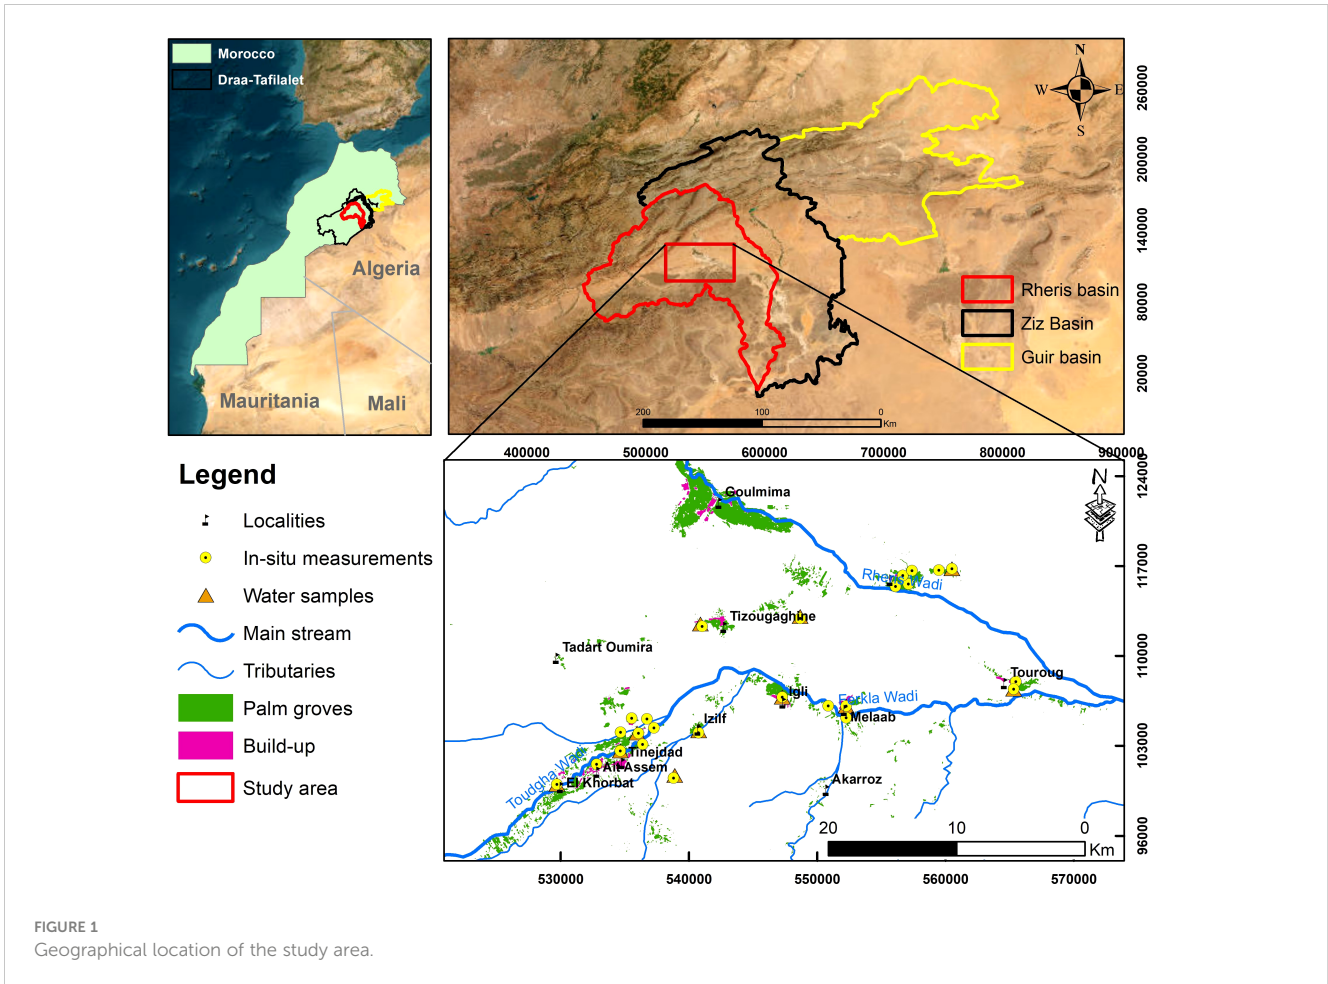 Morocco
Draa-Tafilalet
Algeria
Mauritania
Mali
N
W
E
S
Rheris basin
Ziz Basin
Guir basin
200
100
0
Km
2600000
200000
140000
80000
20000
400000
500000
600000
700000
800000
900000
Legend
Localities
In-situ measurements
Water samples
Main stream
Tributaries
Palm groves
Build-up
Study area
N
Goulmima
Rheris Wadi
Tizougaghine
Tadart Oumira
Touroug
Igli
Ferkla Wadi
Melaab
Izilf
Tinejdad
Ait Assem
El Khorbat
Toudgha Wadi
Akarroz
20
10
0
Km
124000
117000
110000
103000
96000
530000
540000
550000
560000
570000
FIGURE 1
Geographical location of the study area.